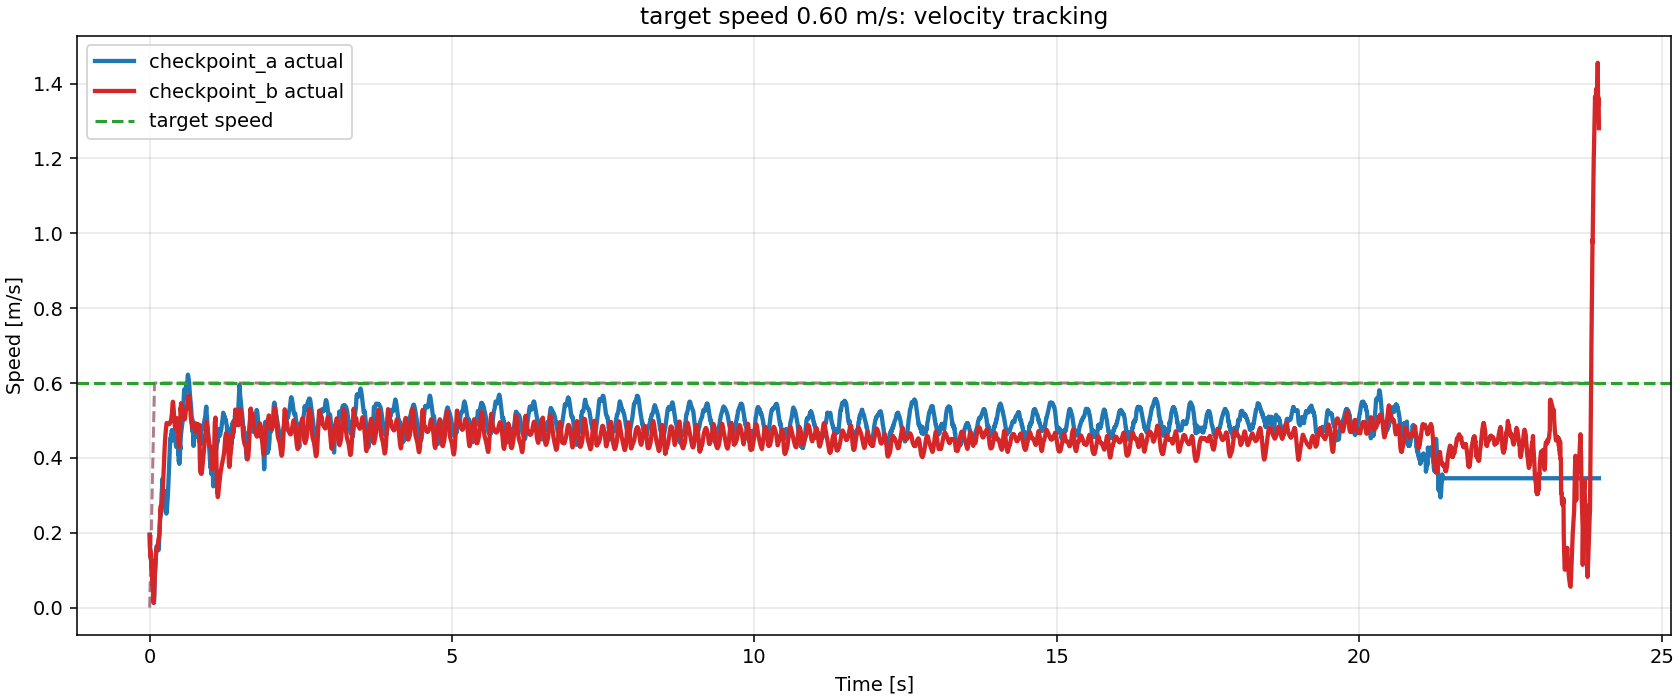 target speed 0.60 m/s: velocity tracking
checkpoint_a actual
checkpoint_b actual
target speed
Speed [m/s]
1.4
1.2
1.0
0.8
0.6
0.4
0.2
0.0
0 5 10 15 20 25
Time [s]